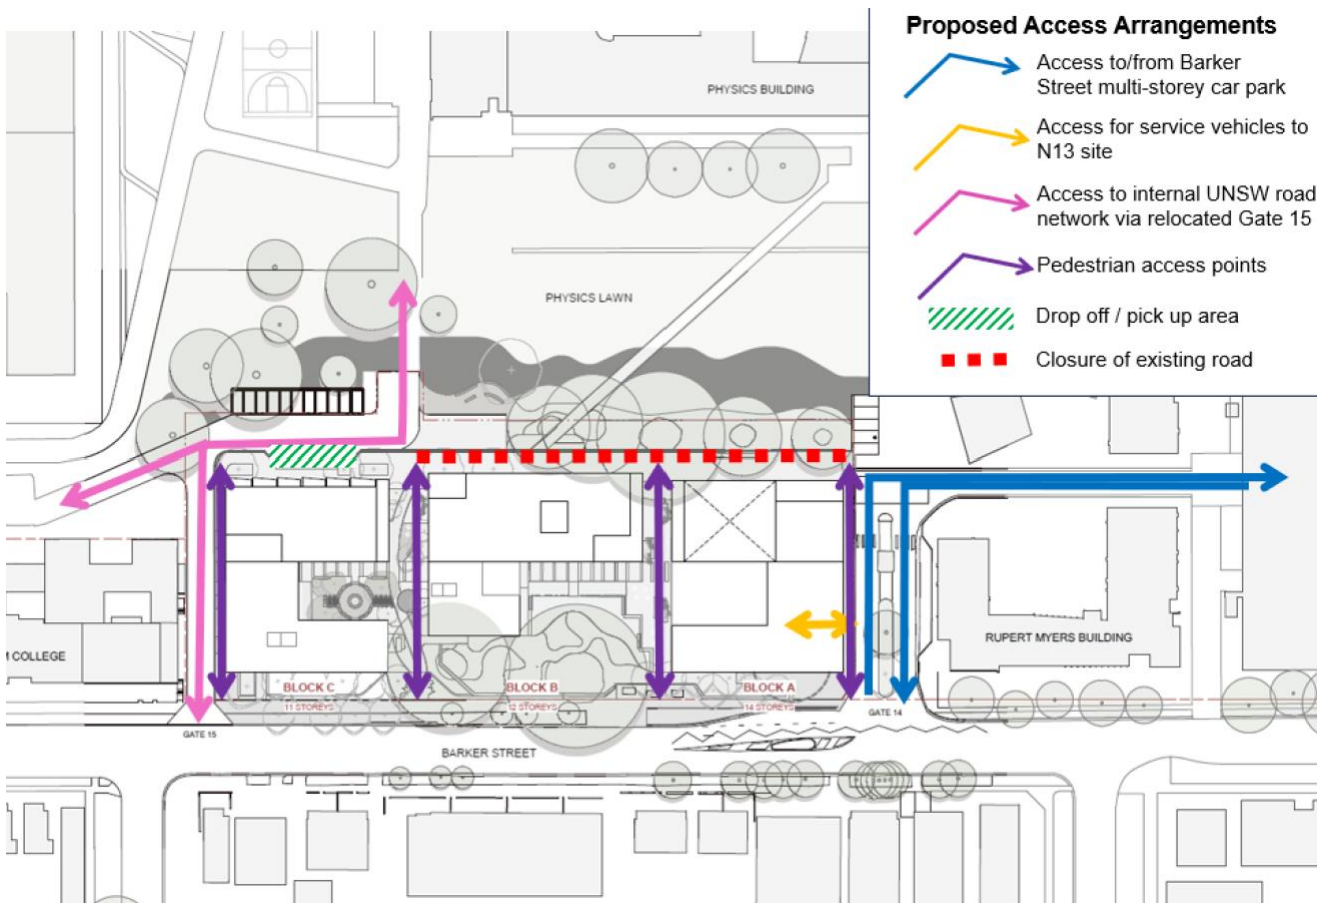 Proposed Access Arrangements
Access to/from Barker
Street multi-storey car park
Access for service vehicles to
N13 site
Access to internal UNSW road
network via relocated Gate 15
Pedestrian access points
Drop off / pick up area
Closure of existing road
PHYSICS BUILDING
PHYSICS LAWN
RUPERT MYERS BUILDING
M COLLEGE
BLOCK C
11 STOREYS
BLOCK B
12 STOREYS
BLOCK A
14 STOREYS
GATE 14
GATE 15
BARKER STREET